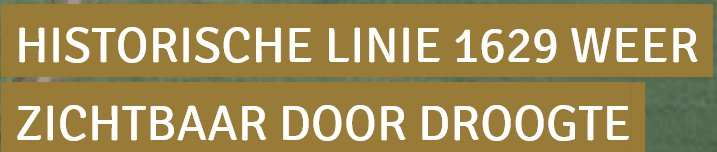 HISTORISCHE LINIE 1629 WEER
ZICHTBAAR DOOR DROOGTE